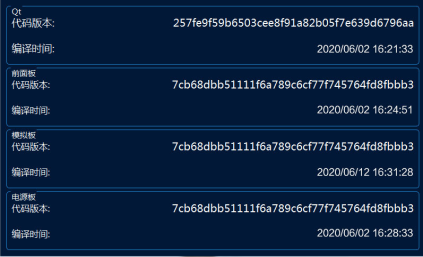 Qt
代码版本: 257fe9f59b6503cee8f91a82b05f7e639d6796aa
编译时间: 2020/06/02 16:21:33
前面板
代码版本: 7cb68dbb51111f6a789c6cf77f745764fd8fbbb3
编译时间: 2020/06/02 16:24:51
模拟板
代码版本: 7cb68dbb51111f6a789c6cf77f745764fd8fbbb3
编译时间: 2020/06/12 16:31:28
电源板
代码版本: 7cb68dbb51111f6a789c6cf77f745764fd8fbbb3
编译时间: 2020/06/02 16:28:33